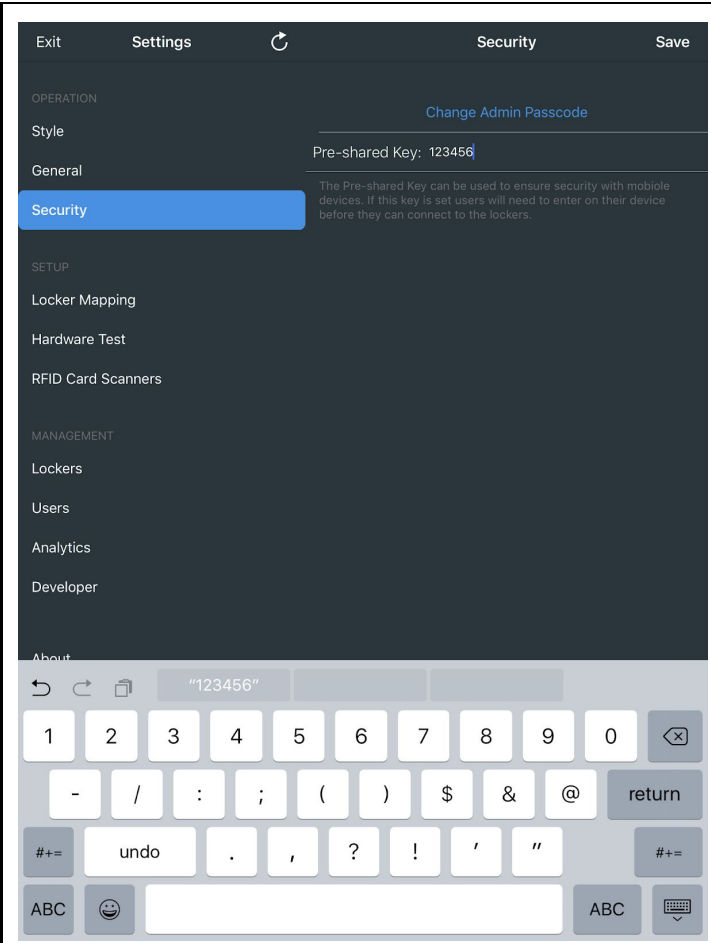 Exit Settings Security Save
OPERATION
Style
General
Security
SETUP
Locker Mapping
Hardware Test
RFID Card Scanners
MANAGEMENT
Lockers
Users
Analytics
Developer
About
Change Admin Passcode
Pre-shared Key: 123456
The Pre-shared Key can be used to ensure security with mobiole
devices. If this key is set users will need to enter on their device
before they can connect to the lockers.
“123456”
1 2 3 4 5 6 7 8 9 0
- / : ; ( ) $ & @ return
#+= undo . , ? ! ' " #+=
ABC ABC